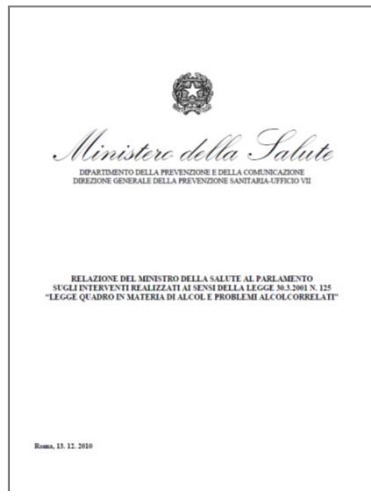 Ministero della Salute
DIPARTIMENTO DELLA PREVENZIONE E DELLA COMUNICAZIONE
DIREZIONE GENERALE DELLA PREVENZIONE SANITARIA-UFFICIO VII
RELAZIONE DEL MINISTRO DELLA SALUTE AL PARLAMENTO
SUGLI INTERVENTI REALIZZATI AI SENSI DELLA LEGGE 30.3.2001 N. 125
“LEGGE QUADRO IN MATERIA DI ALCOL E PROBLEMI ALCOLCORRELATI”
Roma, 13. 12. 2010